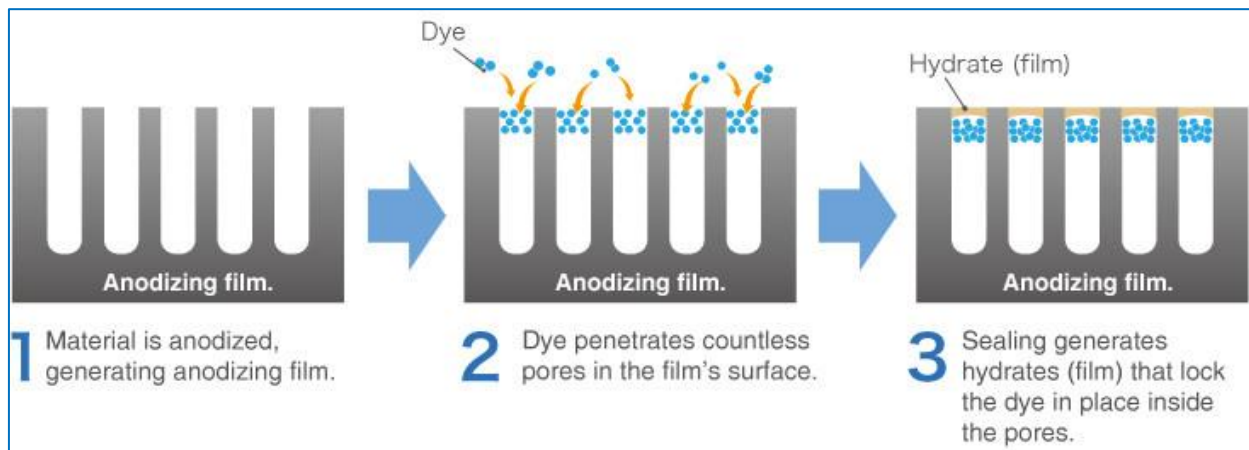 Dye
Hydrate (film)
Anodizing film.
Anodizing film.
Anodizing film.
1 Material is anodized,
generating anodizing film.
2 Dye penetrates countless
pores in the film's surface.
3 Sealing generates
hydrates (film) that lock
the dye in place inside
the pores.